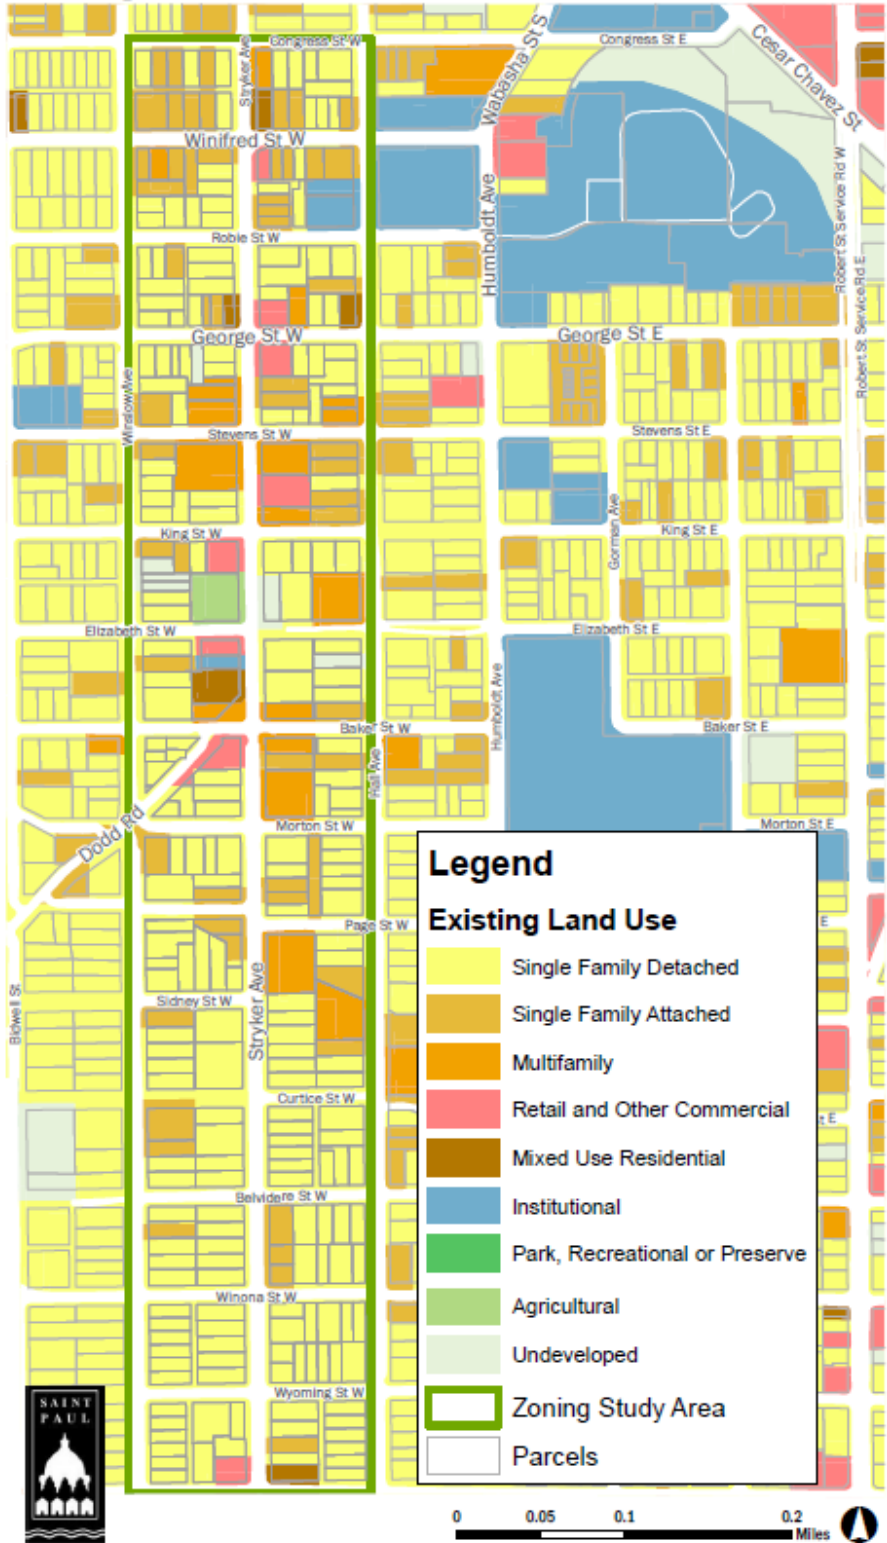 Congress St W
Congress St E
Cesar Chavez St
Stryker Ave
Wabasha St S
Winifred St W
Humboldt Ave
Robert St Service Rd W
Robie St W
Robert St Service Rd E
George St W
George St E
Winslow Ave
Stevens St W
Stevens St E
King St W
King St E
Gorman Ave
Elizabeth St W
Elizabeth St E
Humboldt Ave
Baker St W
Baker St E
Hall Ave
Dodd Rd
Morton St W
Morton St E
Page St W
E
Stryker Ave
Bidwell St
Sidney St W
Curtice St W
t E
Belvidere St W
Winona St W
Wyoming St W
Legend
Existing Land Use
Single Family Detached
Single Family Attached
Multifamily
Retail and Other Commercial
Mixed Use Residential
Institutional
Park, Recreational or Preserve
Agricultural
Undeveloped
Zoning Study Area
Parcels
SAINT
PAUL
0 0.05 0.1 0.2
Miles